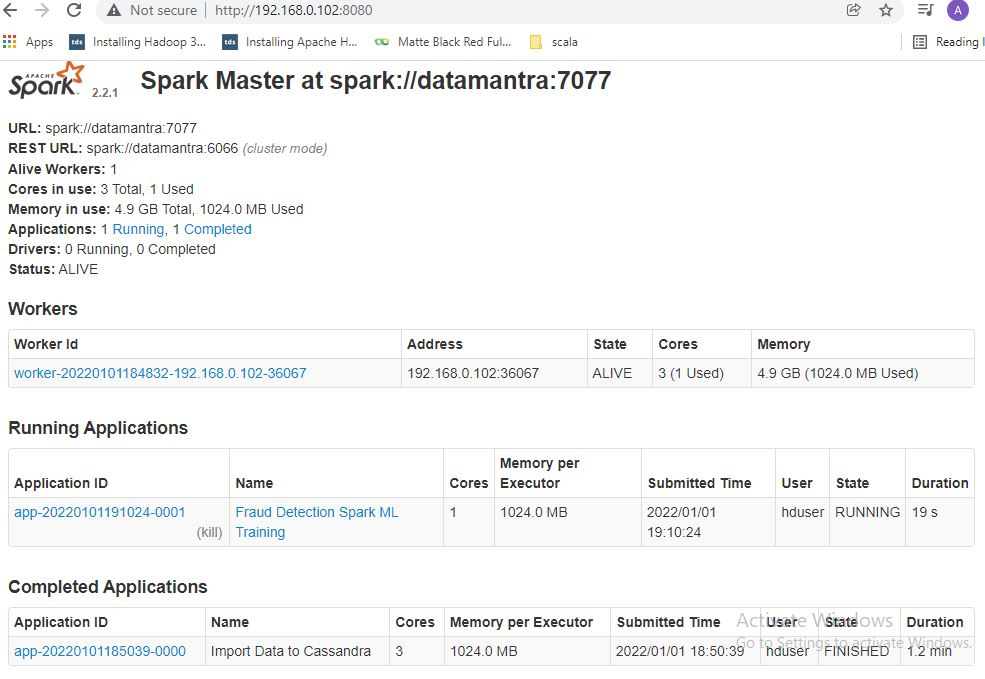 Not secure | http://192.168.0.102:8080
A
Apps tds Installing Hadoop 3... tds Installing Apache H... Matte Black Red Ful... scala Reading l
APACHE Spark 2.2.1 Spark Master at spark://datamantra:7077
URL: spark://datamantra:7077
REST URL: spark://datamantra:6066 (cluster mode)
Alive Workers: 1
Cores in use: 3 Total, 1 Used
Memory in use: 4.9 GB Total, 1024.0 MB Used
Applications: 1 Running, 1 Completed
Drivers: 0 Running, 0 Completed
Status: ALIVE
Workers
Worker Id Address State Cores Memory
worker-20220101184832-192.168.0.102-36067 192.168.0.102:36067 ALIVE 3 (1 Used) 4.9 GB (1024.0 MB Used)
Running Applications
Application ID Name Cores Memory per Executor Submitted Time User State Duration
app-20220101191024-0001 (kill) Fraud Detection Spark ML Training 1 1024.0 MB 2022/01/01 19:10:24 hduser RUNNING 19 s
Completed Applications
Application ID Name Cores Memory per Executor Submitted Time User State Duration
app-20220101185039-0000 Import Data to Cassandra 3 1024.0 MB 2022/01/01 18:50:39 hduser FINISHED 1.2 min
Activate Windows
Go to Settings to activate Windows.